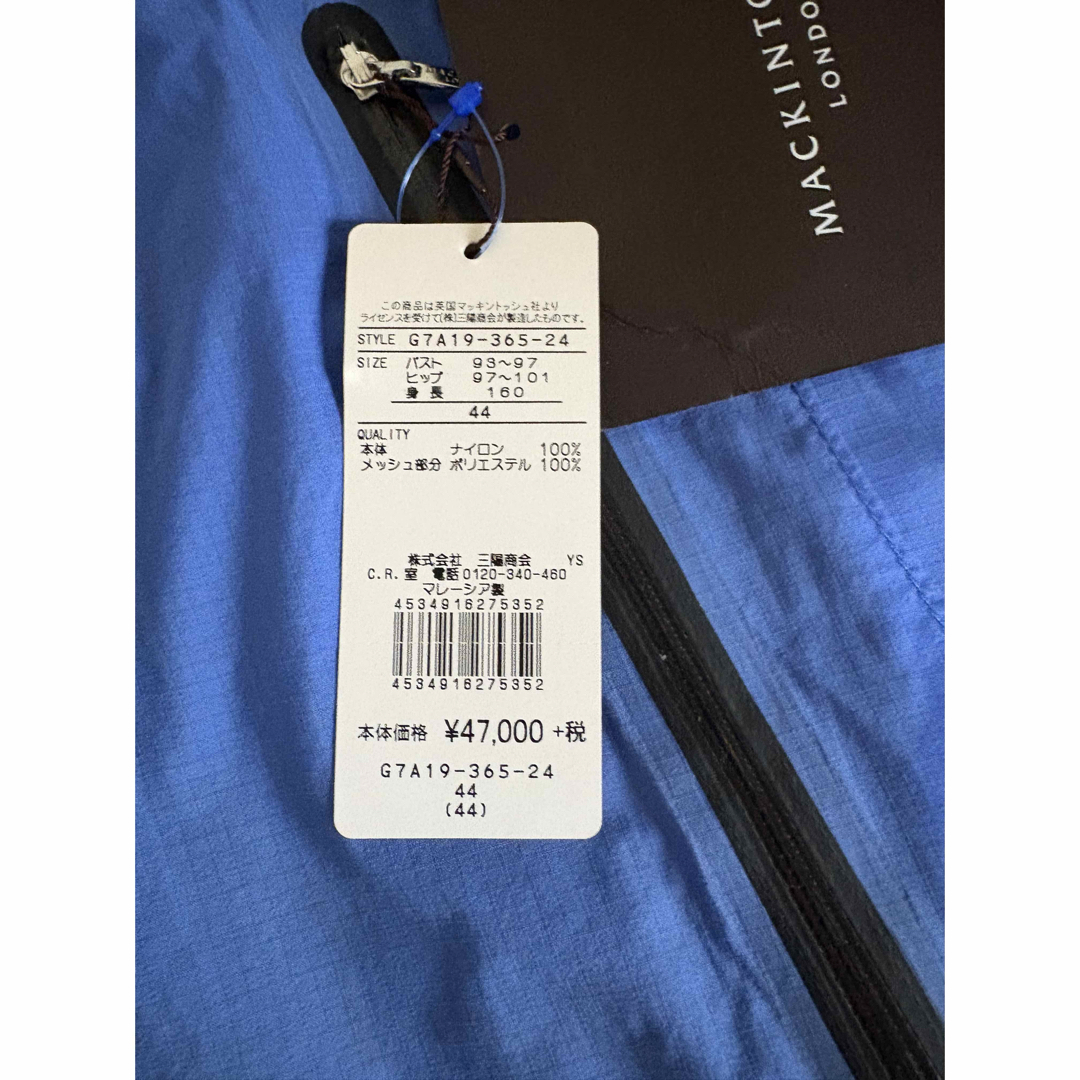 MACKINTO
LONDO
この商品は英国マッキントッシュ社より
ライセンスを受けて(株)三陽商会が製造したものです。
STYLE G7A19-365-24
SIZE バスト 93〜97
ヒップ 97〜101
身長 160
44
QUALITY
本体 ナイロン 100%
メッシュ部分 ポリエステル 100%
株式会社 三陽商会 YS
C.R.室 電話0120-340-460
マレーシア製
4534916275352
4534916275352
本体価格 ¥47,000 +税
G7A19-365-24
44
(44)